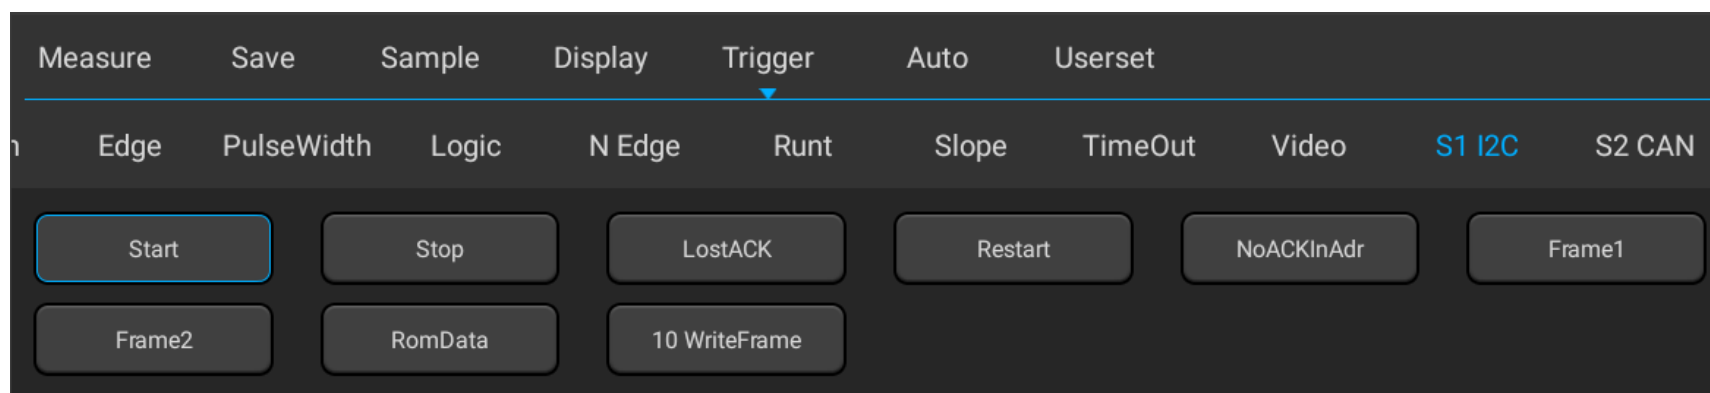 Measure Save Sample Display Trigger Auto Userset
Edge PulseWidth Logic N Edge Runt Slope TimeOut Video S1 I2C S2 CAN
Start Stop LostACK Restart NoACKInAdr Frame1
Frame2 RomData 10 WriteFrame